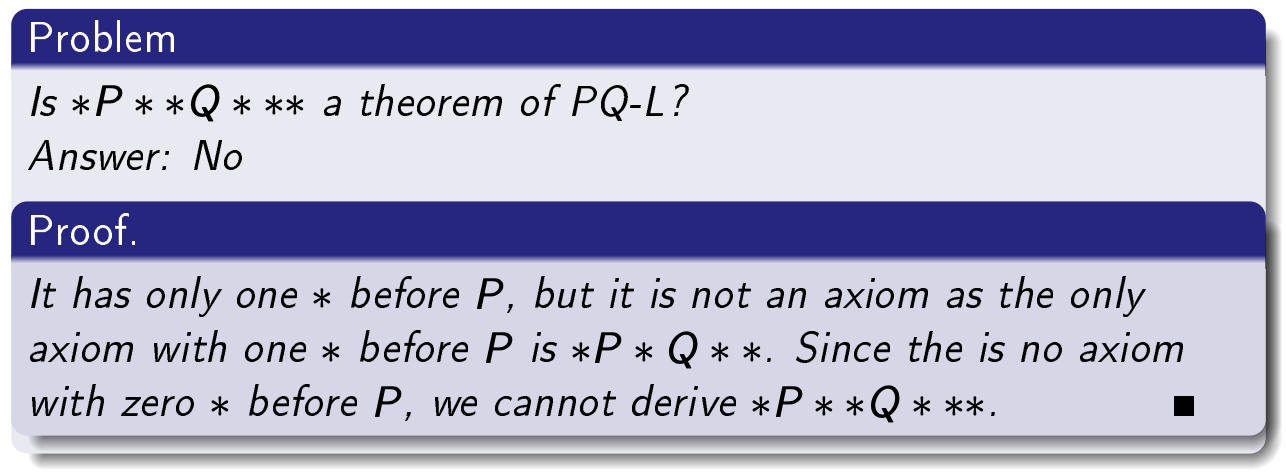 Problem
Is *P * *Q * ** a theorem of PQ-L?
Answer: No
Proof.
It has only one * before P, but it is not an axiom as the only
axiom with one * before P is *P * Q * *. Since the is no axiom
with zero * before P, we cannot derive *P * *Q * **. ■